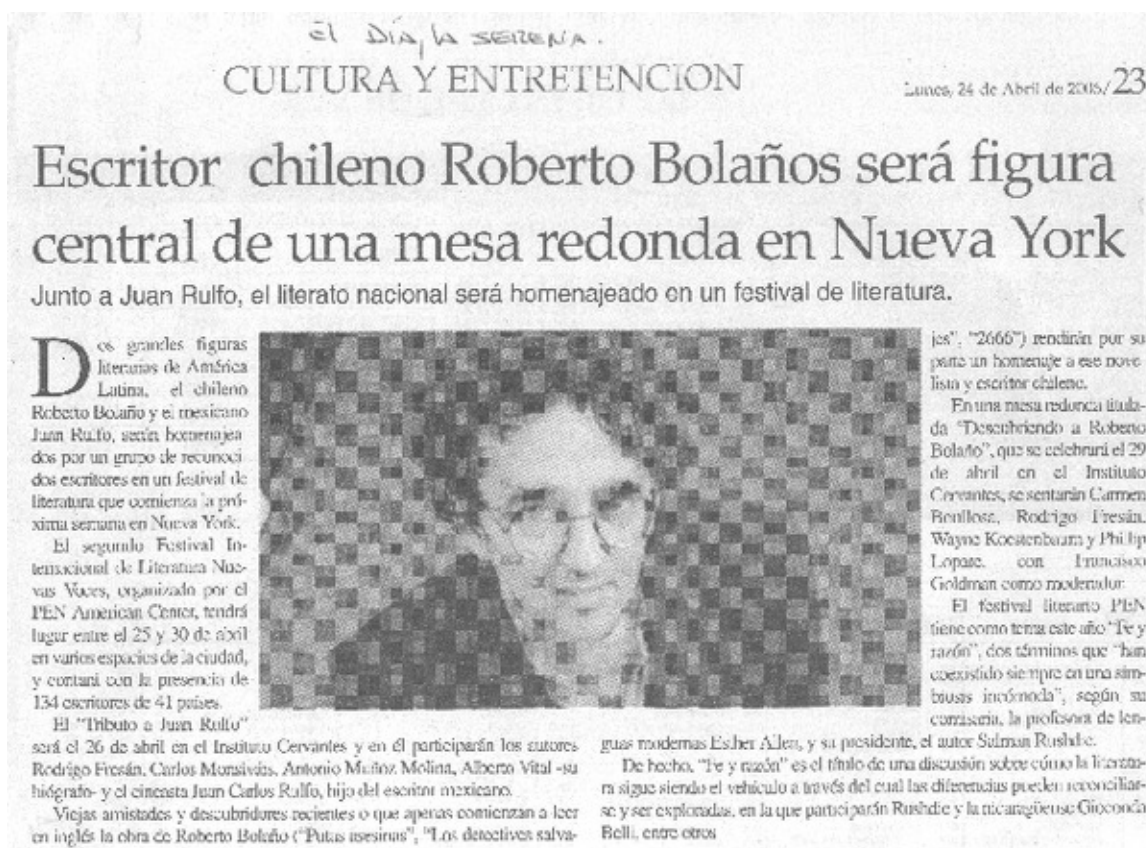 el DIA, la SERENA.
CULTURA Y ENTRETENCION
Lunes, 24 de Abril de 2006/23
Escritor chileno Roberto Bolaños será figura
central de una mesa redonda en Nueva York
Junto a Juan Rulfo, el literato nacional será homenajeado en un festival de literatura.
Dos grandes figuras
literarias de América
Latina, el chileno
Roberto Bolaño y el mexicano
Juan Rulfo, serán homenajea-
dos por un grupo de reconoci-
dos escritores en un festival de
literatura que comienza la pró-
xima semana en Nueva York.
El segundo Festival In-
ternacional de Literatura Nue-
vas Voces, organizado por el
PEN American Center, tendrá
lugar entre el 25 y 30 de abril
en varios espacios de la ciudad,
y contará con la presencia de
134 escritores de 41 países.
El "Tributo a Juan Rulfo"
será el 26 de abril en el Instituto Cervantes y en él participarán los autores
Rodrigo Fresán, Carlos Monsiváis, Antonio Muñoz Molina, Alberto Vital -su
biógrafo- y el cineasta Juan Carlos Rulfo, hijo del escritor mexicano.
Viejas amistades y descubridores recientes o que apenas comienzan a leer
en inglés la obra de Roberto Bolaño ("Putas asesinas", "Los detectives salva-
jes", "2666") rendirán por su
parte un homenaje a ese nove-
lista y escritor chileno.
En una mesa redonda titula-
da "Descubriendo a Roberto
Bolaño", que se celebrará el 29
de abril en el Instituto
Cervantes, se sentarán Carmen
Boullosa, Rodrigo Fresán,
Wayne Koestenbaum y Phillip
Lopate, con Francisco
Goldman como moderador.
El festival literario PEN
tiene como tema este año "Fe y
razón", dos términos que "han
coexistido siempre en una sim-
biosis incómoda", según su
comisaria, la profesora de len-
guas modernas Esther Allen, y su presidente, el autor Salman Rushdie.
De hecho, "Fe y razón" es el título de una discusión sobre cómo la literatu-
ra sigue siendo el vehículo a través del cual las diferencias pueden reconciliar-
se y ser exploradas, en la que participarán Rushdie y la nicaragüense Gioconda
Belli, entre otros